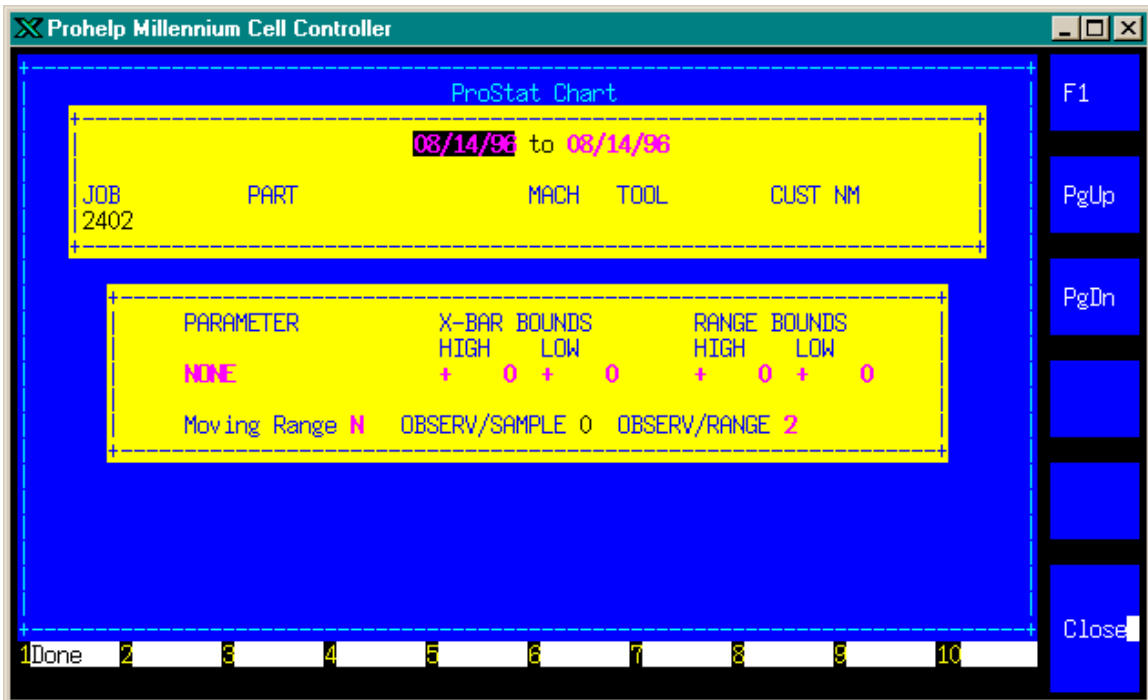 Prohelp Millennium Cell Controller
ProStat Chart
08/14/96 to 08/14/96
JOB PART MACH TOOL CUST NM
2402
PARAMETER X-BAR BOUNDS RANGE BOUNDS
HIGH LOW HIGH LOW
NONE + 0 + 0 + 0 + 0
Moving Range N OBSERV/SAMPLE 0 OBSERV/RANGE 2
1Done 2 3 4 5 6 7 8 9 10
F1
PgUp
PgDn
Close